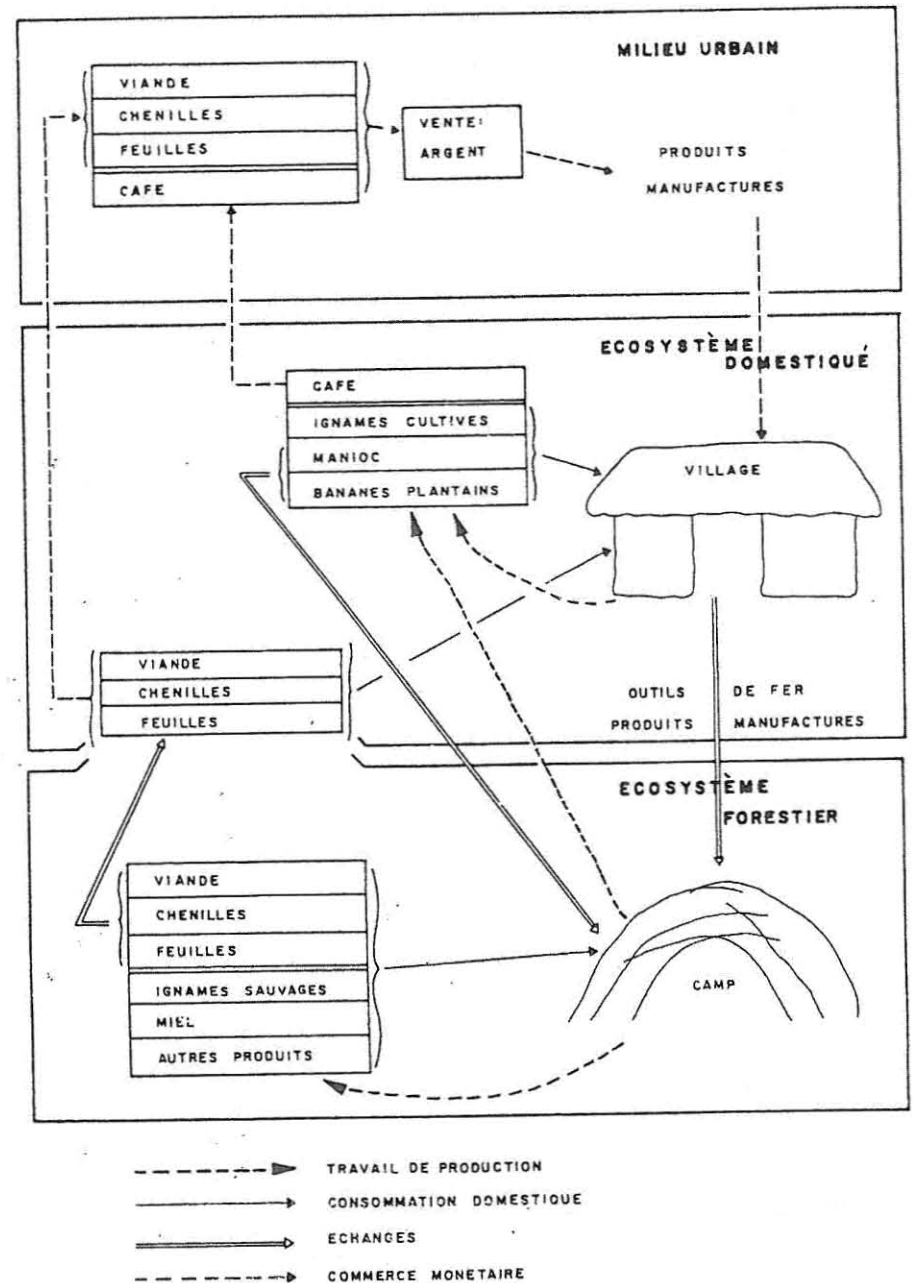 MILIEU URBAIN
VIANDE
CHENILLES
FEUILLES
CAFE
VENTE:
ARGENT
PRODUITS
MANUFACTURES
ECOSYSTÈME
DOMESTIQUÉ
CAFE
IGNAMES CULTIVES
MANIOC
BANANES PLANTAINS
VILLAGE
VIANDE
CHENILLES
FEUILLES
OUTILS DE FER
PRODUITS MANUFACTURES
ECOSYSTÈME
FORESTIER
VIANDE
CHENILLES
FEUILLES
IGNAMES SAUVAGES
MIEL
AUTRES PRODUITS
CAMP
TRAVAIL DE PRODUCTION
CONSOMMATION DOMESTIQUE
ECHANGES
COMMERCE MONETAIRE